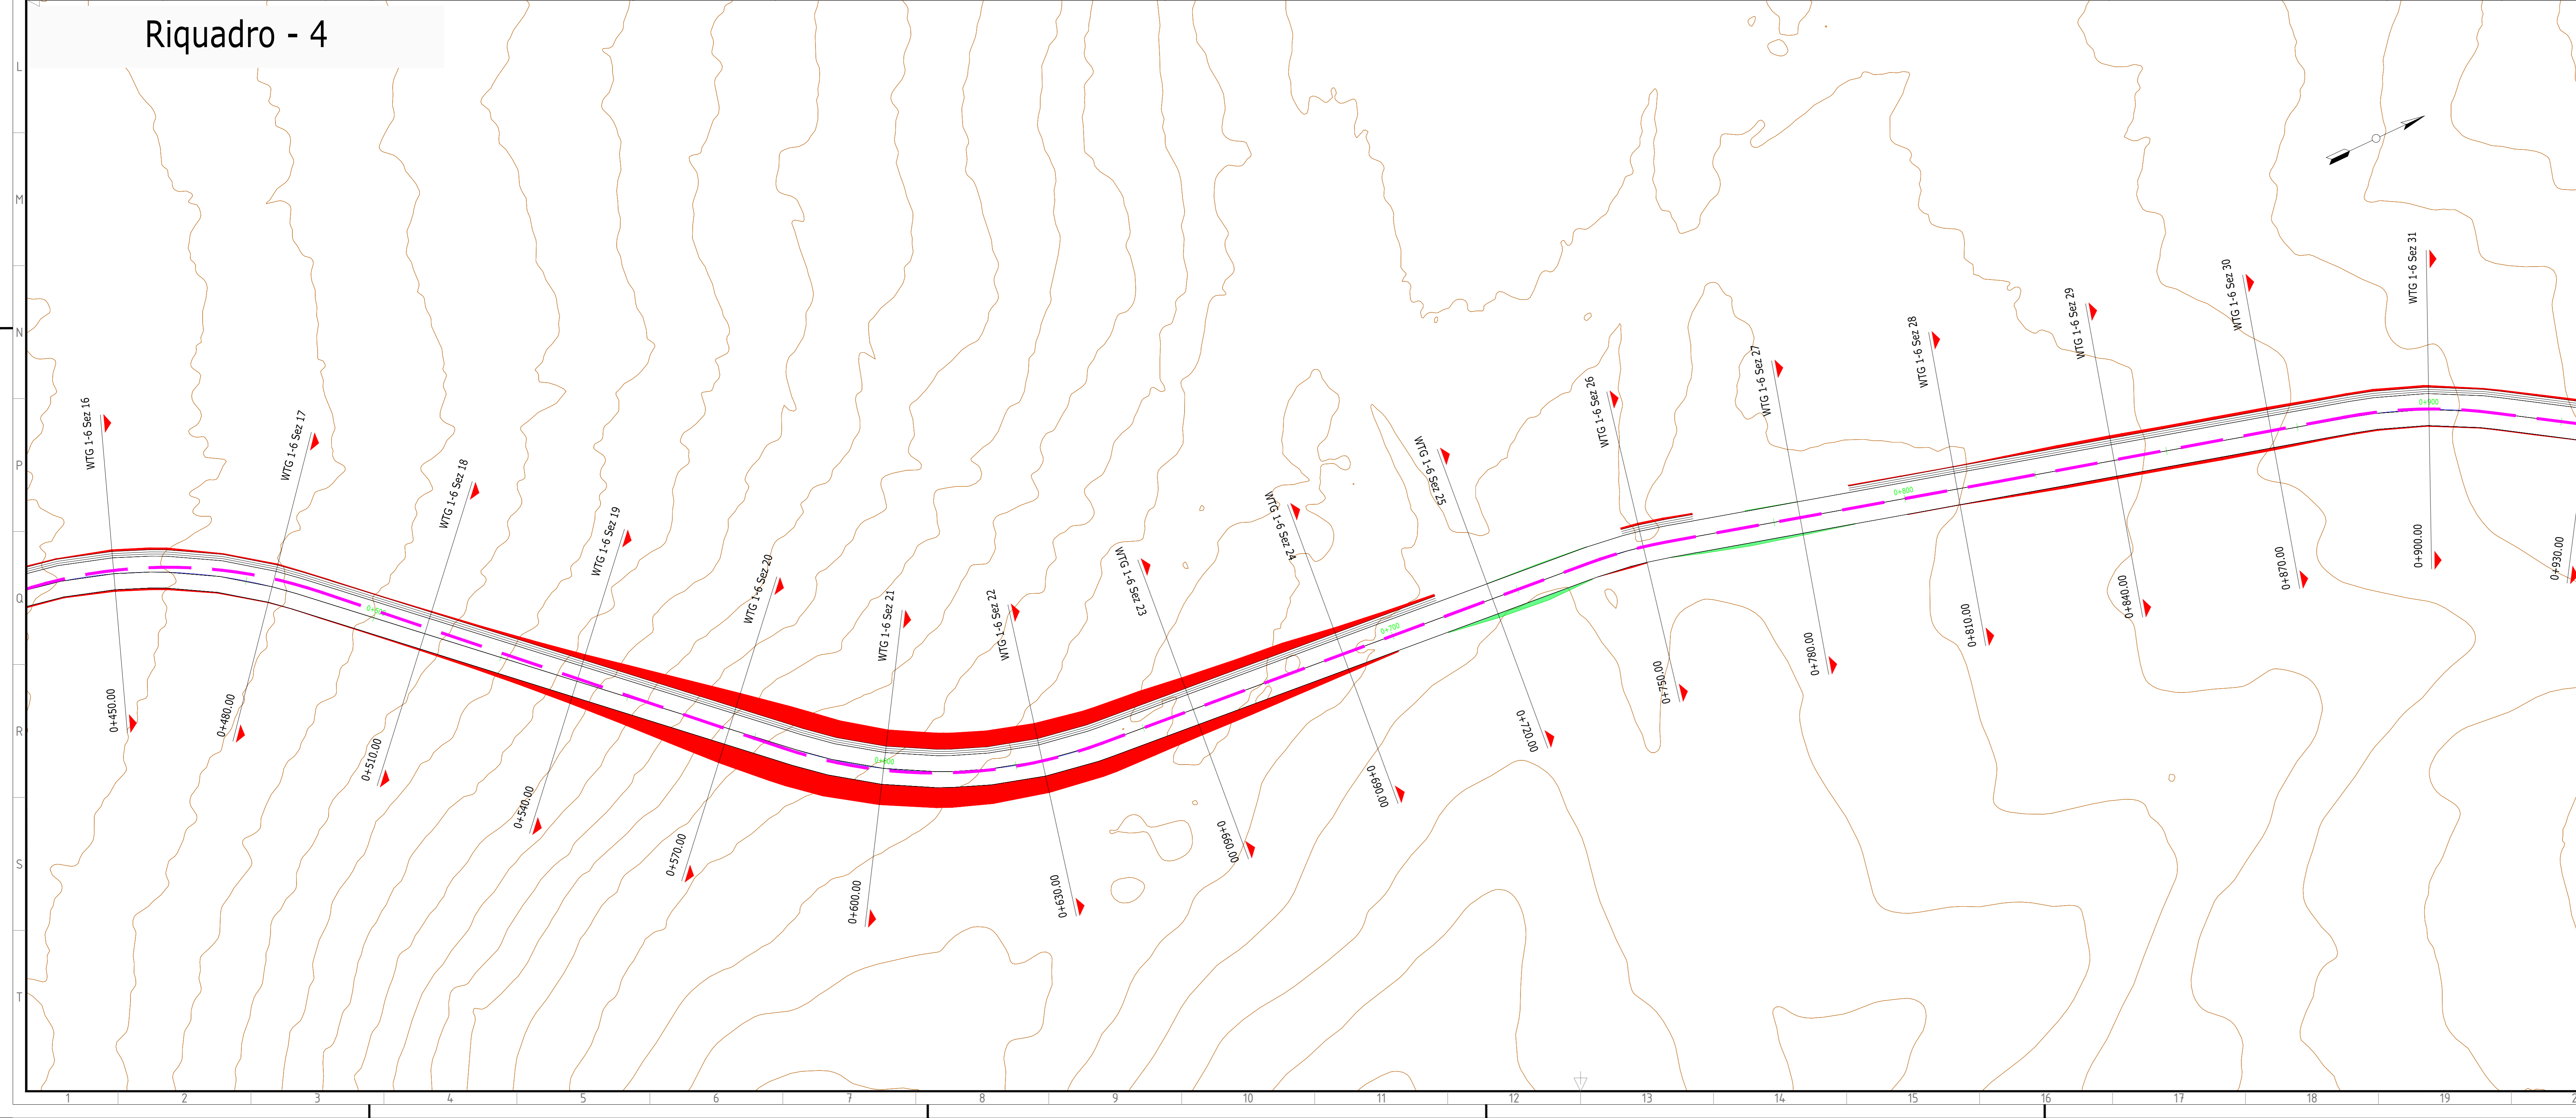 Riquadro - 4
L
M
N
P
Q
R
S
T
WTG 1-6 Sez 16
WTG 1-6 Sez 17
WTG 1-6 Sez 18
WTG 1-6 Sez 19
WTG 1-6 Sez 20
WTG 1-6 Sez 21
WTG 1-6 Sez 22
WTG 1-6 Sez 23
WTG 1-6 Sez 24
WTG 1-6 Sez 25
WTG 1-6 Sez 26
WTG 1-6 Sez 27
WTG 1-6 Sez 28
WTG 1-6 Sez 29
WTG 1-6 Sez 30
WTG 1-6 Sez 31
0+600
0+700
0+800
0+900
0+450.00
0+480.00
0+510.00
0+540.00
0+570.00
0+600.00
0+630.00
0+660.00
0+690.00
0+720.00
0+750.00
0+780.00
0+810.00
0+840.00
0+870.00
0+900.00
0+930.00
1 2 3 4 5 6 7 8 9 10 11 12 13 14 15 16 17 18 19